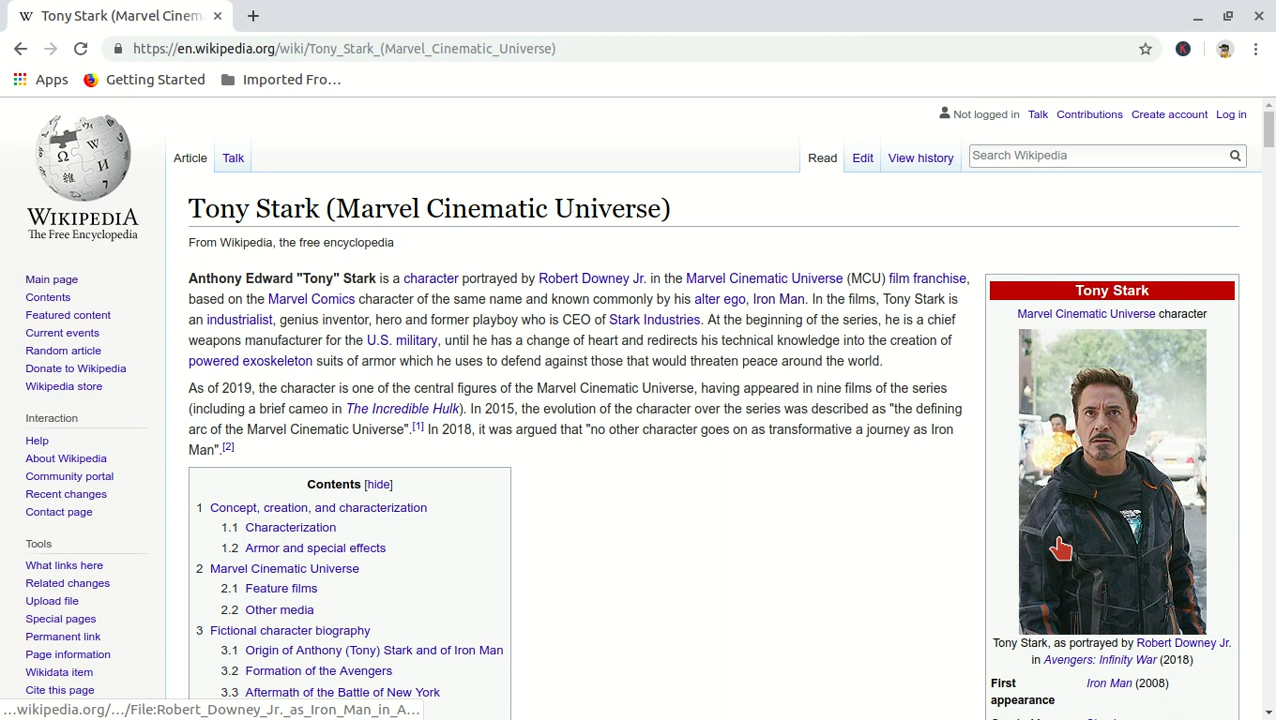 Tony Stark (Marvel Cinem
https://en.wikipedia.org/wiki/Tony_Stark_(Marvel_Cinematic_Universe)
Apps Getting Started Imported Fro…
Not logged in Talk Contributions Create account Log in
Article Talk Read Edit View history Search Wikipedia
WIKIPEDIA
The Free Encyclopedia
Main page
Contents
Featured content
Current events
Random article
Donate to Wikipedia
Wikipedia store
Interaction
Help
About Wikipedia
Community portal
Recent changes
Contact page
Tools
What links here
Related changes
Upload file
Special pages
Permanent link
Page information
Wikidata item
Cite this page
Tony Stark (Marvel Cinematic Universe)
From Wikipedia, the free encyclopedia
Anthony Edward "Tony" Stark is a character portrayed by Robert Downey Jr. in the Marvel Cinematic Universe (MCU) film franchise,
based on the Marvel Comics character of the same name and known commonly by his alter ego, Iron Man. In the films, Tony Stark is
an industrialist, genius inventor, hero and former playboy who is CEO of Stark Industries. At the beginning of the series, he is a chief
weapons manufacturer for the U.S. military, until he has a change of heart and redirects his technical knowledge into the creation of
powered exoskeleton suits of armor which he uses to defend against those that would threaten peace around the world.
As of 2019, the character is one of the central figures of the Marvel Cinematic Universe, having appeared in nine films of the series
(including a brief cameo in The Incredible Hulk). In 2015, the evolution of the character over the series was described as "the defining
arc of the Marvel Cinematic Universe".[1] In 2018, it was argued that "no other character goes on as transformative a journey as Iron
Man".[2]
Contents [hide]
1 Concept, creation, and characterization
1.1 Characterization
1.2 Armor and special effects
2 Marvel Cinematic Universe
2.1 Feature films
2.2 Other media
3 Fictional character biography
3.1 Origin of Anthony (Tony) Stark and of Iron Man
3.2 Formation of the Avengers
3.3 Aftermath of the Battle of New York
Tony Stark
Marvel Cinematic Universe character
Tony Stark, as portrayed by Robert Downey Jr.
in Avengers: Infinity War (2018)
First Iron Man (2008)
appearance
…wikipedia.org/…/File:Robert_Downey_Jr._as_Iron_Man_in_A…